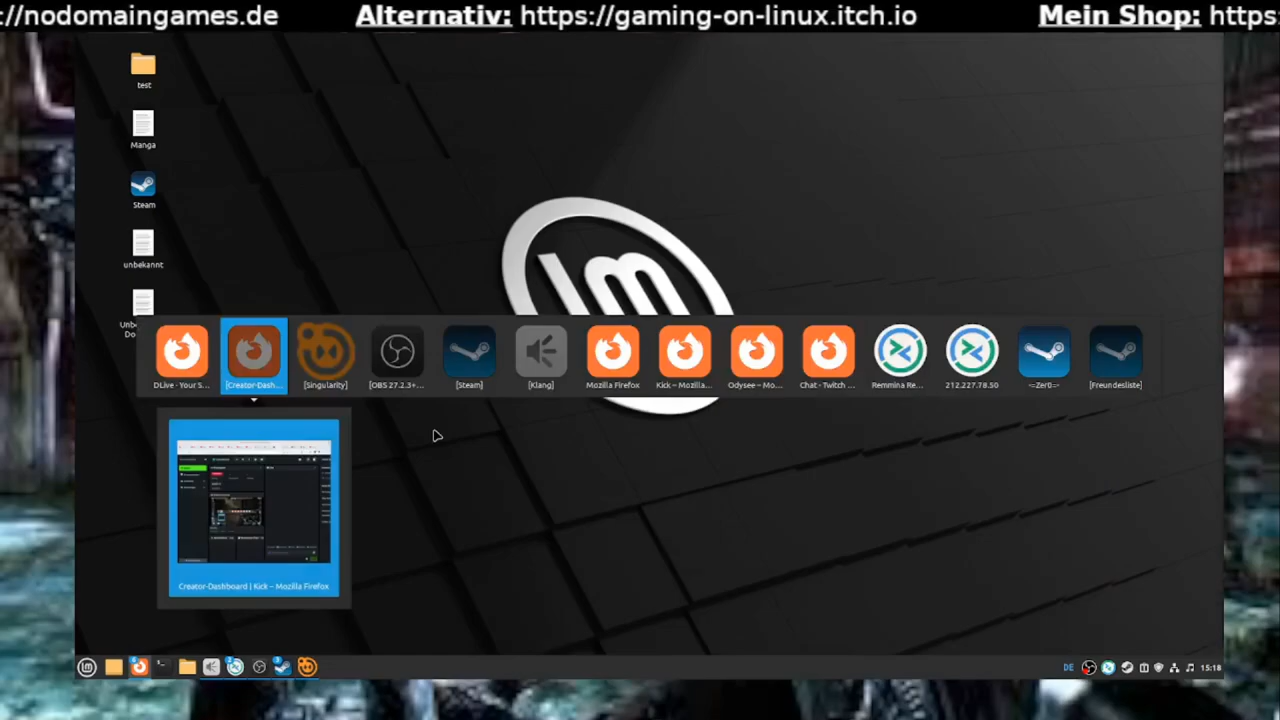 ://nodomaingames.de Alternativ: https://gaming-on-linux.itch.io Mein Shop: https:
test
Manga
Steam
unbekannt
DLive · Your S...
[Creator-Dash...
[Singularity]
[OBS 27.2.3+...
[Steam]
[Klang]
Mozilla Firefox
Kick – Mozilla...
Odysee – Mo...
Chat - Twitch ...
Remmina Re...
212.227.78.50
-=Zer0=-
[Freundesliste]
Creator-Dashboard | Kick – Mozilla Firefox
DE
15:18